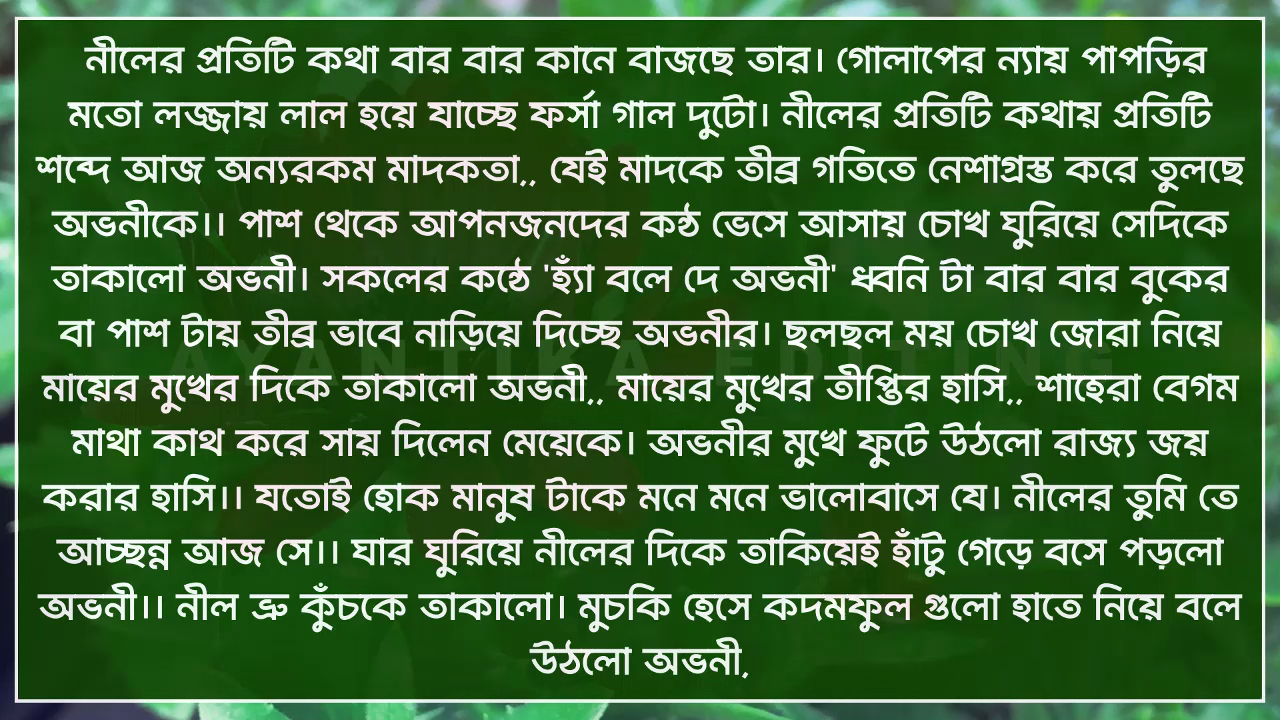 নীলের প্রতিটি কথা বার বার কানে বাজছে তার। গোলাপের ন্যায় পাপড়ির
মতো লজ্জায় লাল হয়ে যাচ্ছে ফর্সা গাল দুটো। নীলের প্রতিটি কথায় প্রতিটি
শব্দে আজ অন্যরকম মাদকতা,, যেই মাদকে তীব্র গতিতে নেশাগ্রস্ত করে তুলছে
অভনীকে।। পাশ থেকে আপনজনদের কন্ঠ ভেসে আসায় চোখ ঘুরিয়ে সেদিকে
তাকালো অভনী। সকলের কন্ঠে 'হ্যাঁ বলে দে অভনী' ধ্বনি টা বার বার বুকের
বা পাশ টায় তীব্র ভাবে নাড়িয়ে দিচ্ছে অভনীর। ছলছল ময় চোখ জোরা নিয়ে
মায়ের মুখের দিকে তাকালো অভনী,, মায়ের মুখের তীপ্তির হাসি,, শাহেরা বেগম
মাথা কাথ করে সায় দিলেন মেয়েকে। অভনীর মুখে ফুটে উঠলো রাজ্য জয়
করার হাসি।। যতোই হোক মানুষ টাকে মনে মনে ভালোবাসে যে। নীলের তুমি তে
আচ্ছন্ন আজ সে।। ঘার ঘুরিয়ে নীলের দিকে তাকিয়েই হাঁটু গেড়ে বসে পড়লো
অভনী।। নীল ভ্রু কুঁচকে তাকালো। মুচকি হেসে কদমফুল গুলো হাতে নিয়ে বলে
উঠলো অভনী,
AYANTIKA EDITING